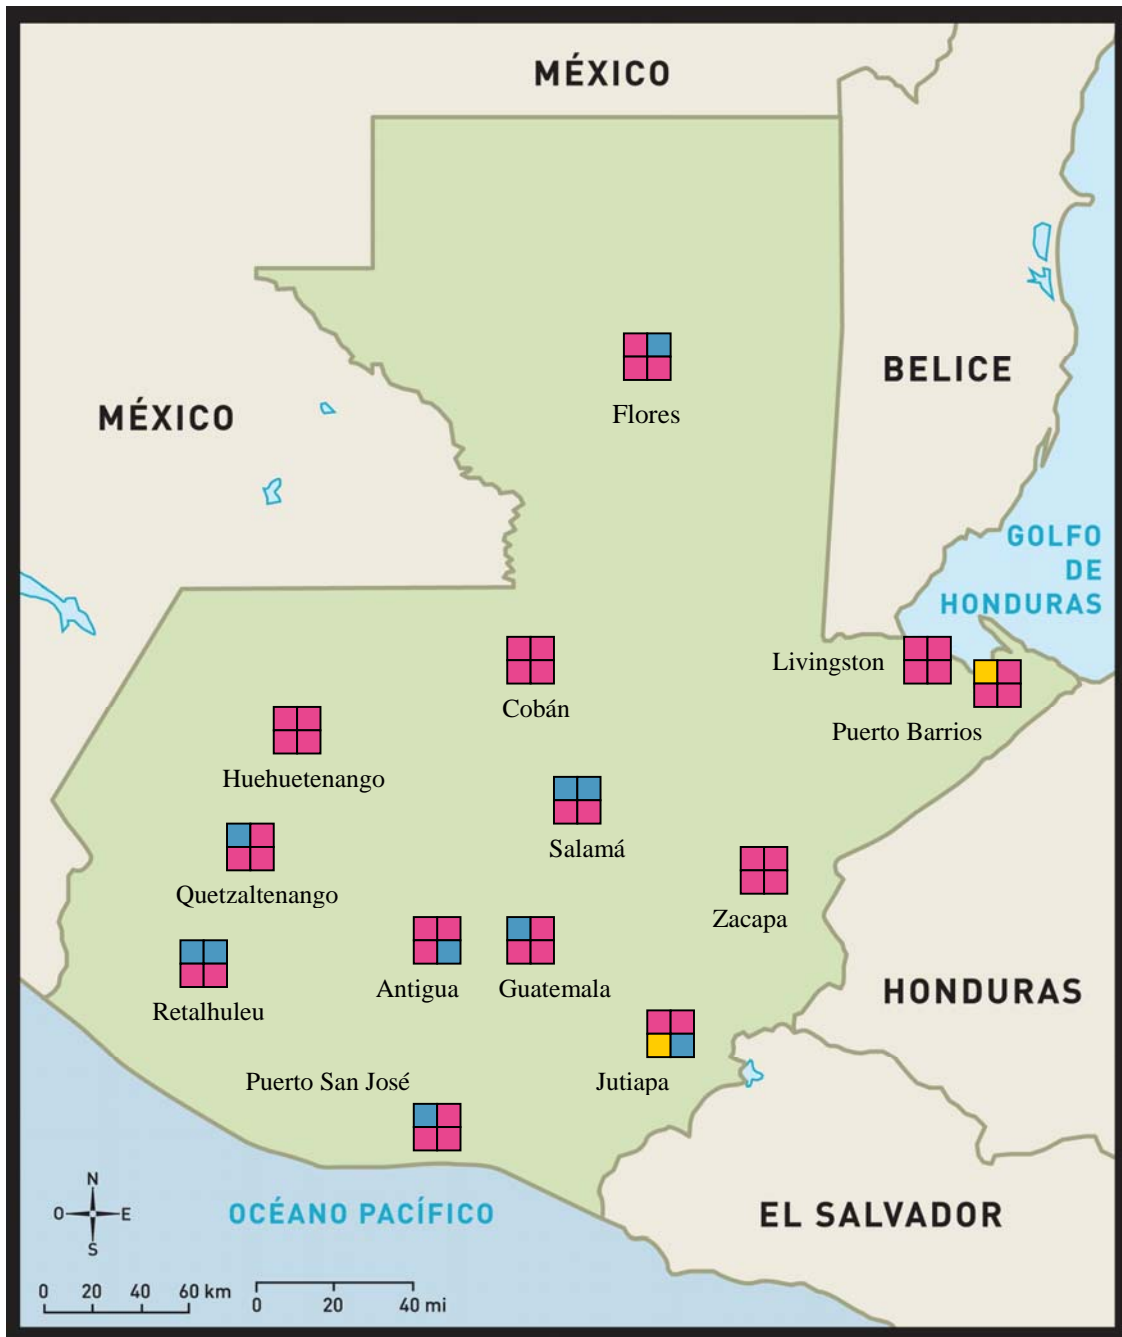 MÉXICO
BELICE
MÉXICO
Flores
GOLFO
DE
HONDURAS
Livingston
Cobán
Puerto Barrios
Huehuetenango
Salamá
Quetzaltenango
Zacapa
Antigua
Guatemala
Retalhuleu
HONDURAS
Puerto San José
Jutiapa
N
O E
S
OCÉANO PACÍFICO
EL SALVADOR
0 20 40 60 km
0 20 40 mi